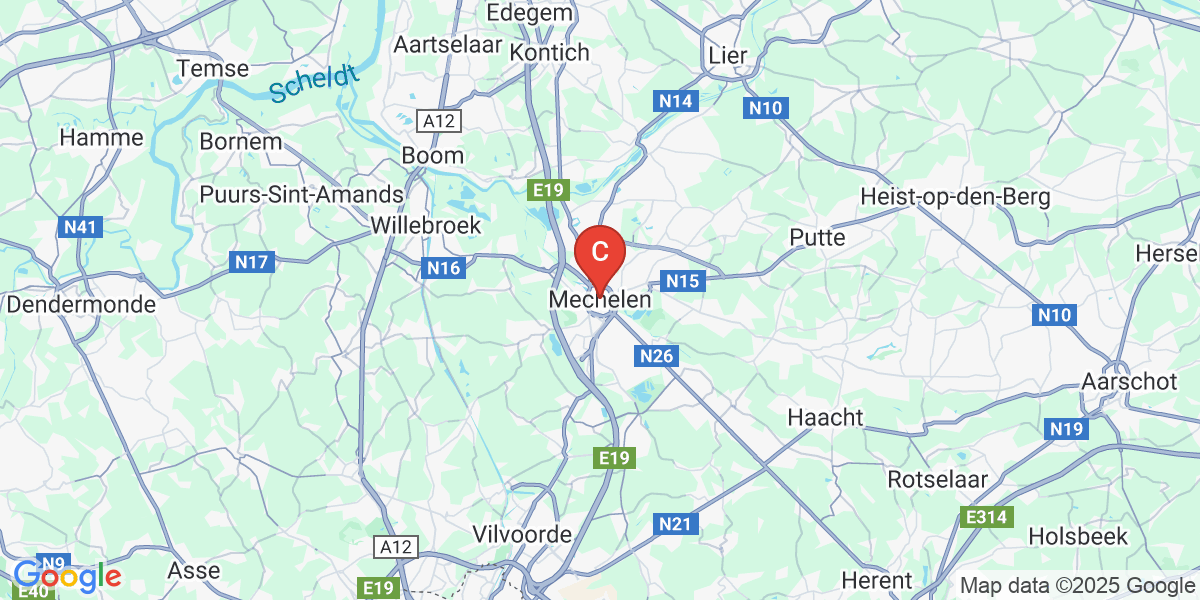 Edegem
Aartselaar
Kontich
Lier
Temse
Scheldt
N14
N10
A12
Hamme
Bornem
Boom
E19
Puurs-Sint-Amands
Heist-op-den-Berg
N41
Willebroek
Putte
C
Hersel
N17
N16
N15
Dendermonde
Mechelen
N10
N26
Aarschot
Haacht
N19
E19
Rotselaar
E314
N21
Vilvoorde
Holsbeek
A12
N9
Asse
Google
E40
E19
Herent
Map data ©2025 Google